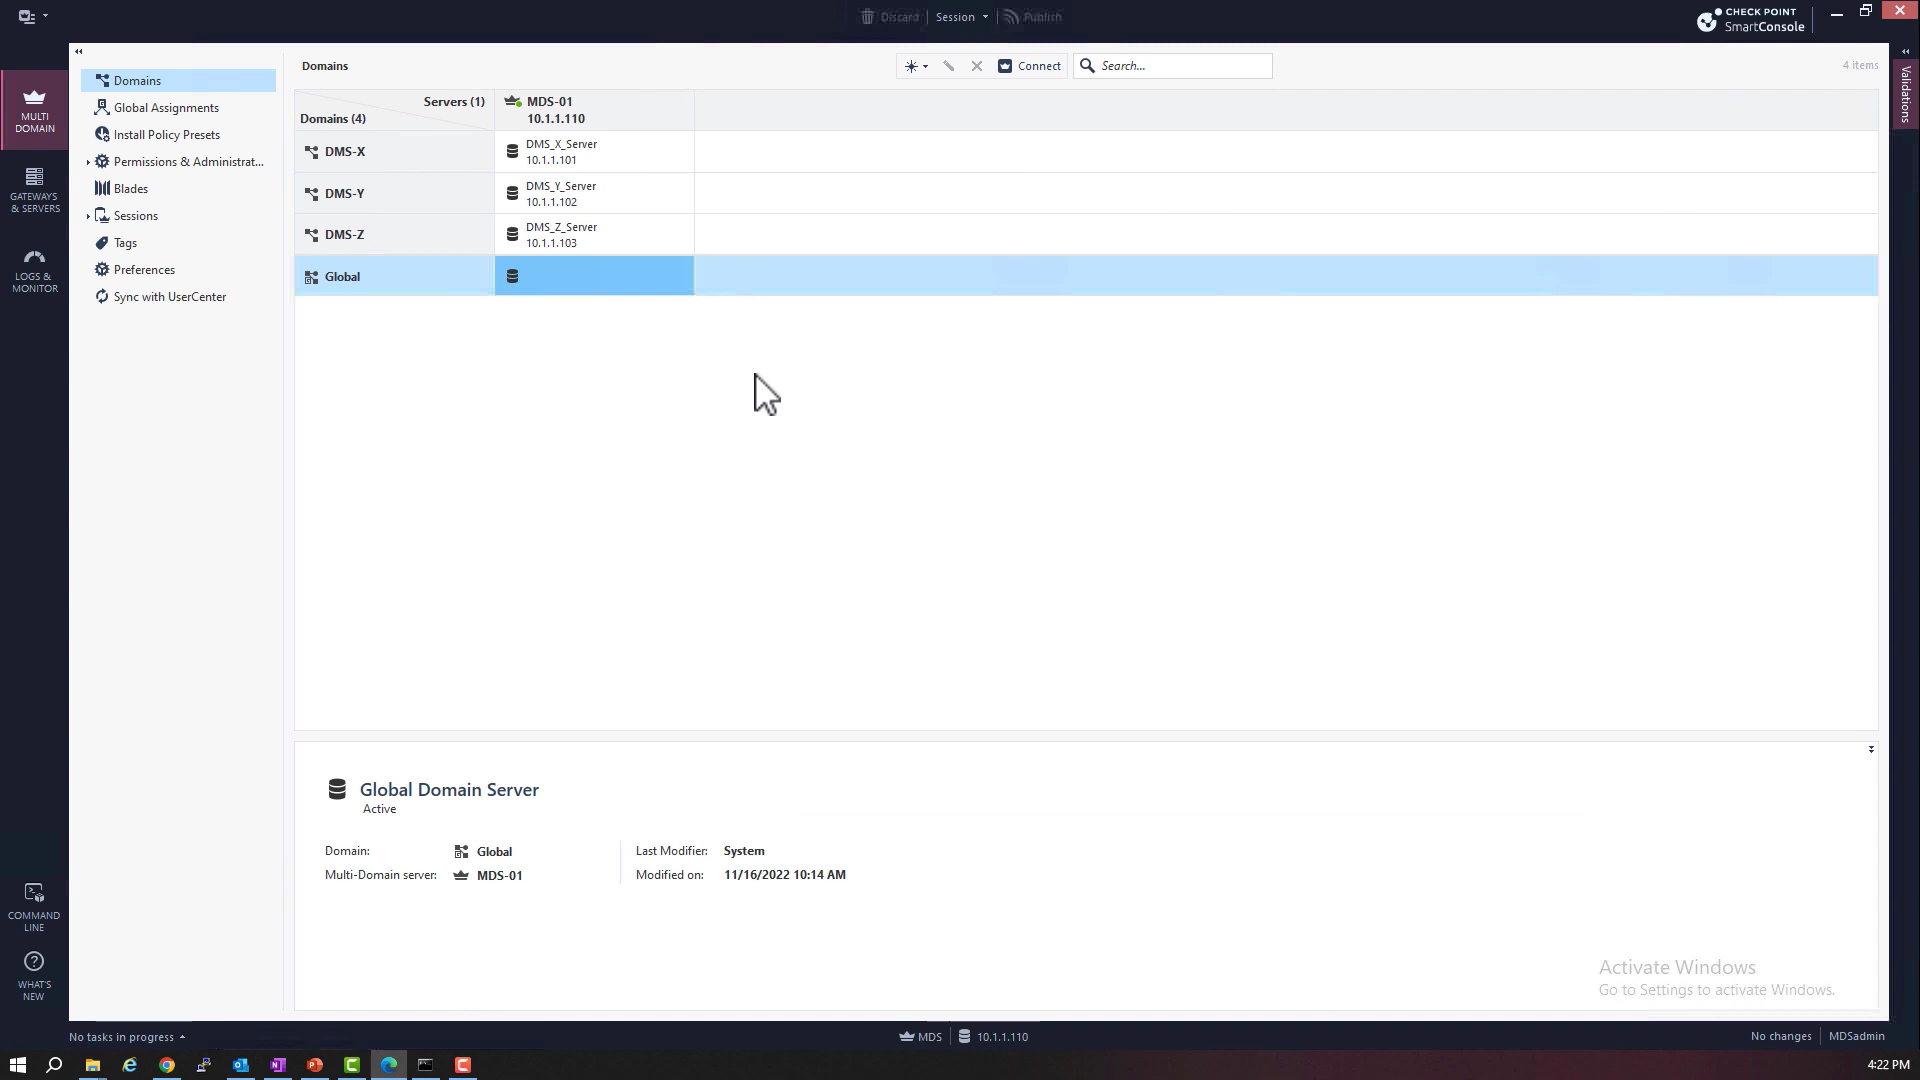 Discard
Session
Publish
CHECK POINT
SmartConsole
MULTI
DOMAIN
GATEWAYS
& SERVERS
LOGS &
MONITOR
COMMAND
LINE
WHAT'S
NEW
Domains
Global Assignments
Install Policy Presets
Permissions & Administrat...
Blades
Sessions
Tags
Preferences
Sync with UserCenter
Domains
Connect
Search...
4 items
Validations
Servers (1)
Domains (4)
MDS-01
10.1.1.110
DMS-X
DMS_X_Server
10.1.1.101
DMS-Y
DMS_Y_Server
10.1.1.102
DMS-Z
DMS_Z_Server
10.1.1.103
Global
Global Domain Server
Active
Domain: Global
Multi-Domain server: MDS-01
Last Modifier: System
Modified on: 11/16/2022 10:14 AM
Activate Windows
Go to Settings to activate Windows.
No tasks in progress
MDS
10.1.1.110
No changes
MDSadmin
4:22 PM